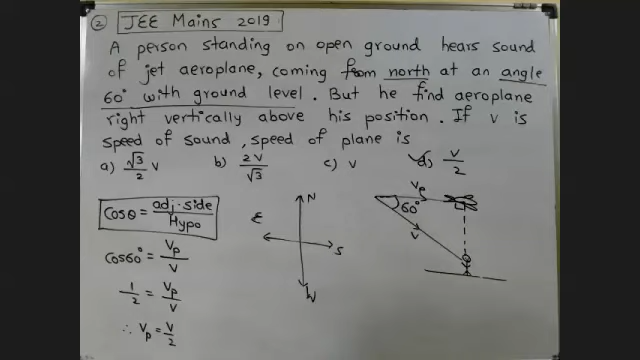 ② JEE Mains 2019
A person standing on open ground hears sound
of jet aeroplane, coming from north at an angle
60° with ground level. But he find aeroplane
right vertically above his position. If v is
speed of sound, speed of plane is
a) √3/2 v b) 2V/√3 c) v d) v/2
Cosθ = adj. side/Hypo
Cos60° = Vp/V
1/2 = Vp/V
∴ Vp = V/2
N
E
S
W
Vp
60°
V